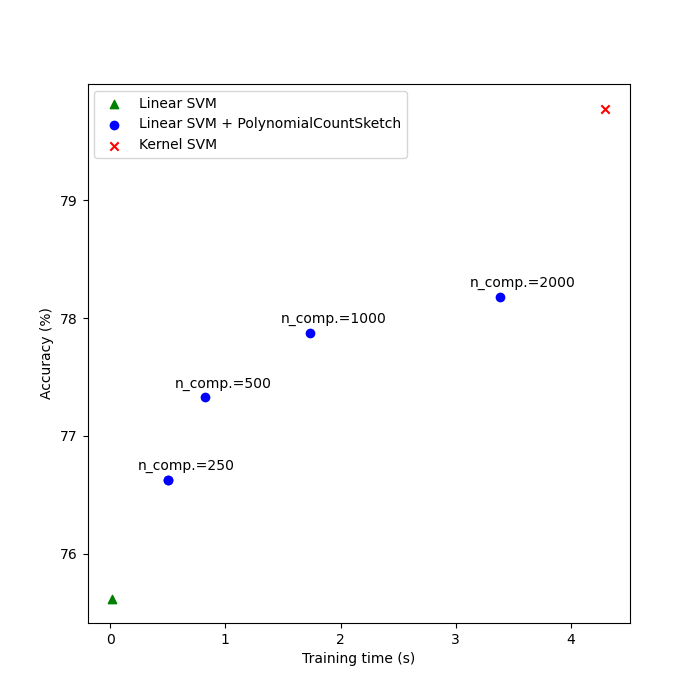 Linear SVM
Linear SVM + PolynomialCountSketch
Kernel SVM
79
n_comp.=2000
78
n_comp.=1000
n_comp.=500
77
n_comp.=250
76
Accuracy (%)
0 1 2 3 4
Training time (s)